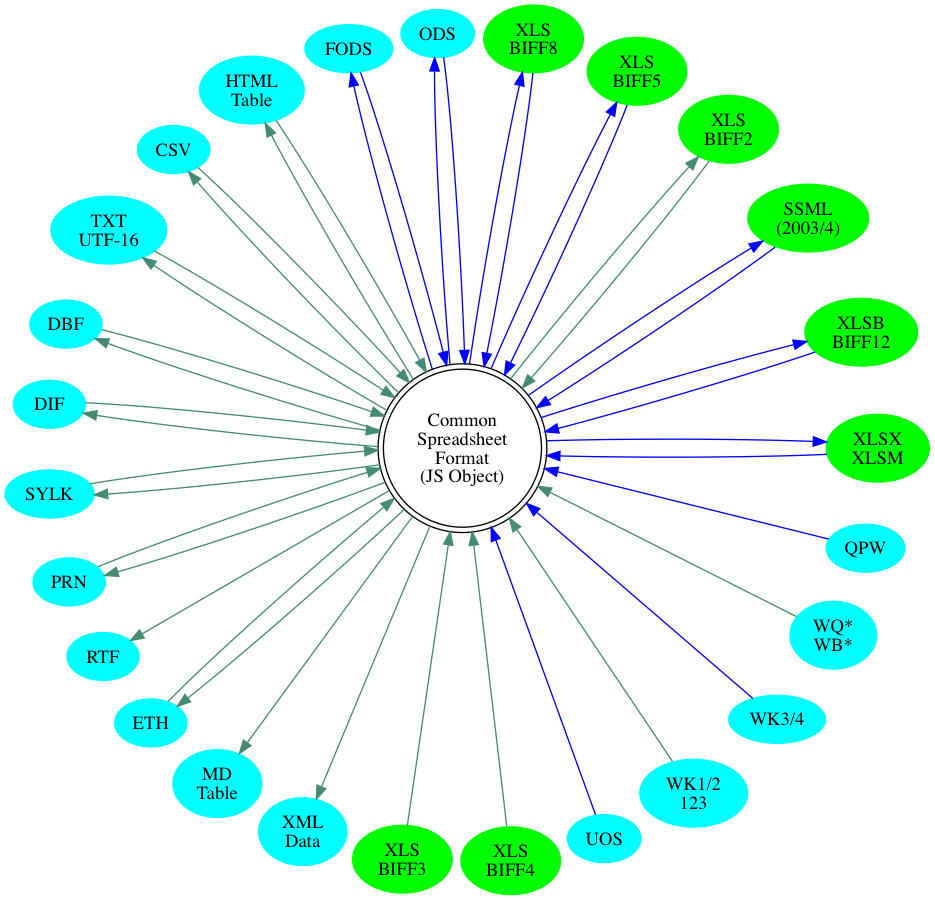 ODS
XLS
BIFF8
FODS
XLS
BIFF5
HTML
Table
XLS
BIFF2
CSV
TXT
UTF-16
SSML
(2003/4)
DBF
XLSB
BIFF12
DIF
Common
Spreadsheet
Format
(JS Object)
XLSX
XLSM
SYLK
QPW
PRN
WQ*
WB*
RTF
ETH
WK3/4
MD
Table
WK1/2
123
XML
Data
UOS
XLS
BIFF3
XLS
BIFF4